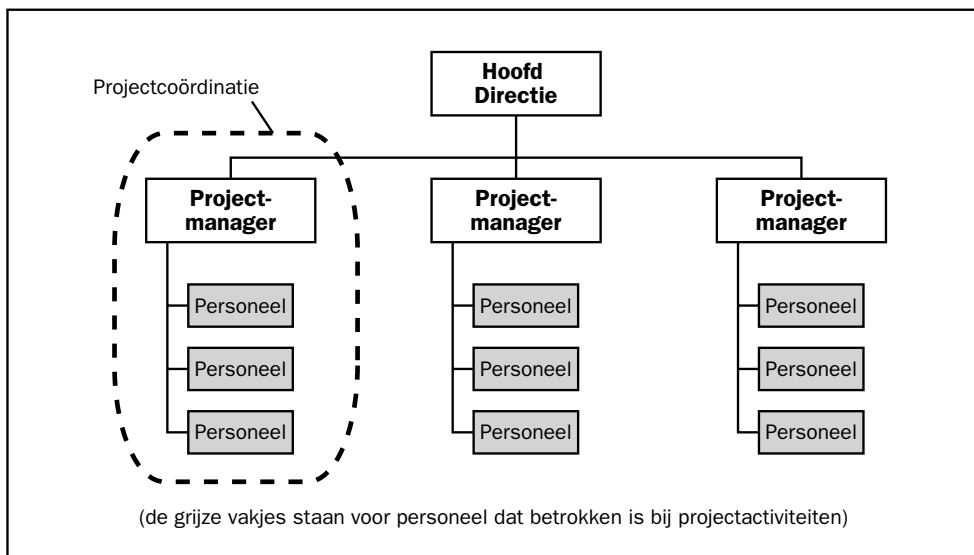 Hoofd
Directie
Projectcoördinatie
Project-
manager
Project-
manager
Project-
manager
Personeel
Personeel
Personeel
Personeel
Personeel
Personeel
Personeel
Personeel
Personeel
(de grijze vakjes staan voor personeel dat betrokken is bij projectactiviteiten)